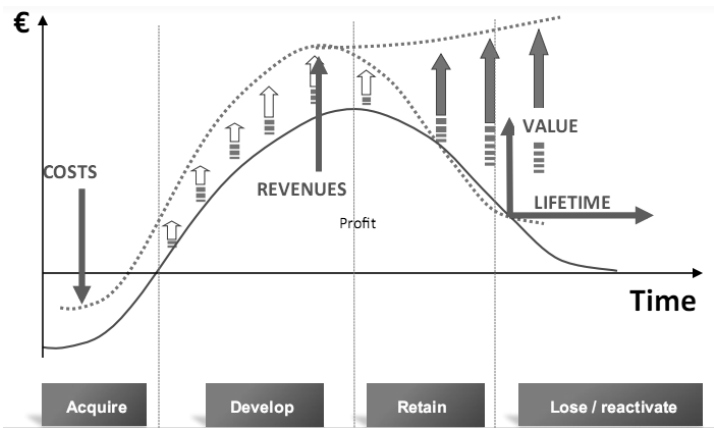 €
COSTS
REVENUES
Profit
VALUE
LIFETIME
Time
Acquire
Develop
Retain
Lose / reactivate